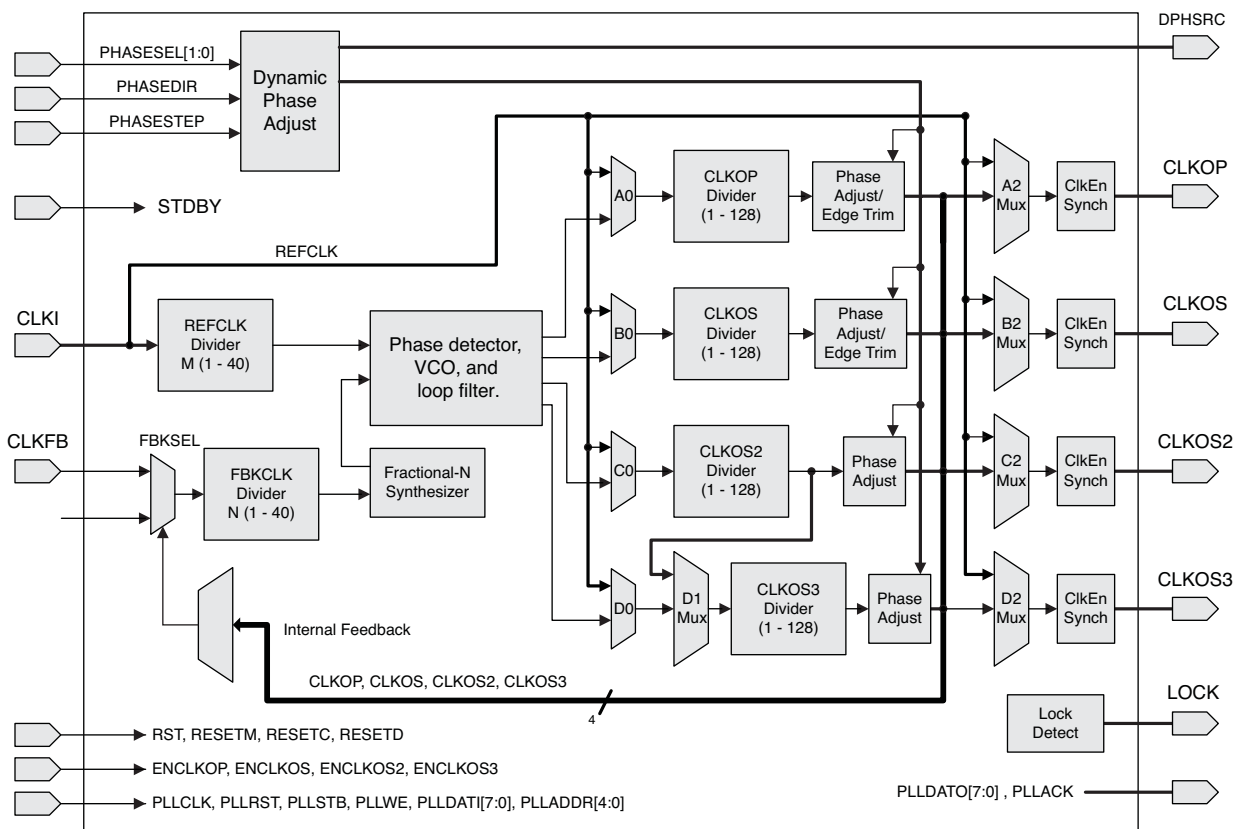 DPHSRC
PHASESEL[1:0]
PHASEDIR
PHASESTEP
Dynamic
Phase
Adjust
STDBY
REFCLK
A0
CLKOP
Divider
(1 - 128)
Phase
Adjust/
Edge Trim
A2
Mux
ClkEn
Synch
CLKOP
CLKI
REFCLK
Divider
M (1 - 40)
Phase detector,
VCO, and
loop filter.
B0
CLKOS
Divider
(1 - 128)
Phase
Adjust/
Edge Trim
B2
Mux
ClkEn
Synch
CLKOS
CLKFB
FBKSEL
FBKCLK
Divider
N (1 - 40)
Fractional-N
Synthesizer
C0
CLKOS2
Divider
(1 - 128)
Phase
Adjust
C2
Mux
ClkEn
Synch
CLKOS2
D0
D1
Mux
CLKOS3
Divider
(1 - 128)
Phase
Adjust
D2
Mux
ClkEn
Synch
CLKOS3
Internal Feedback
CLKOP, CLKOS, CLKOS2, CLKOS3
4
Lock
Detect
LOCK
RST, RESETM, RESETC, RESETD
ENCLKOP, ENCLKOS, ENCLKOS2, ENCLKOS3
PLLCLK, PLLRST, PLLSTB, PLLWE, PLLDATI[7:0], PLLADDR[4:0]
PLLDATO[7:0] , PLLACK